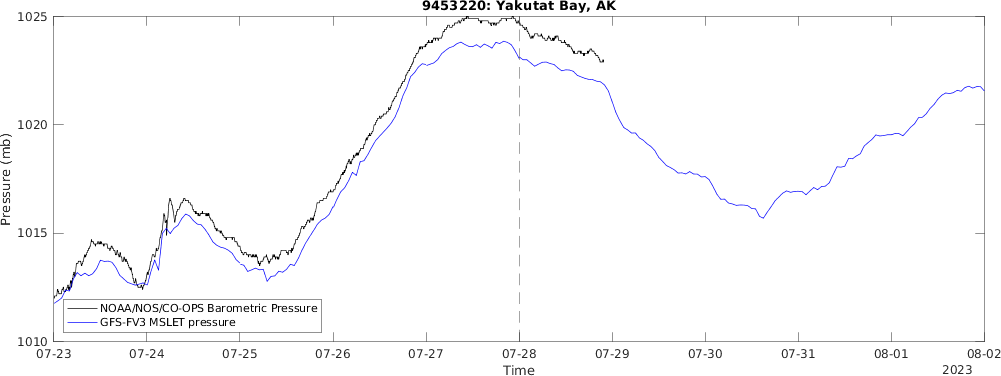 9453220: Yakutat Bay, AK
1025
1020
1015
1010
Pressure (mb)
NOAA/NOS/CO-OPS Barometric Pressure
GFS-FV3 MSLET pressure
07-23 07-24 07-25 07-26 07-27 07-28 07-29 07-30 07-31 08-01 08-02
Time
2023